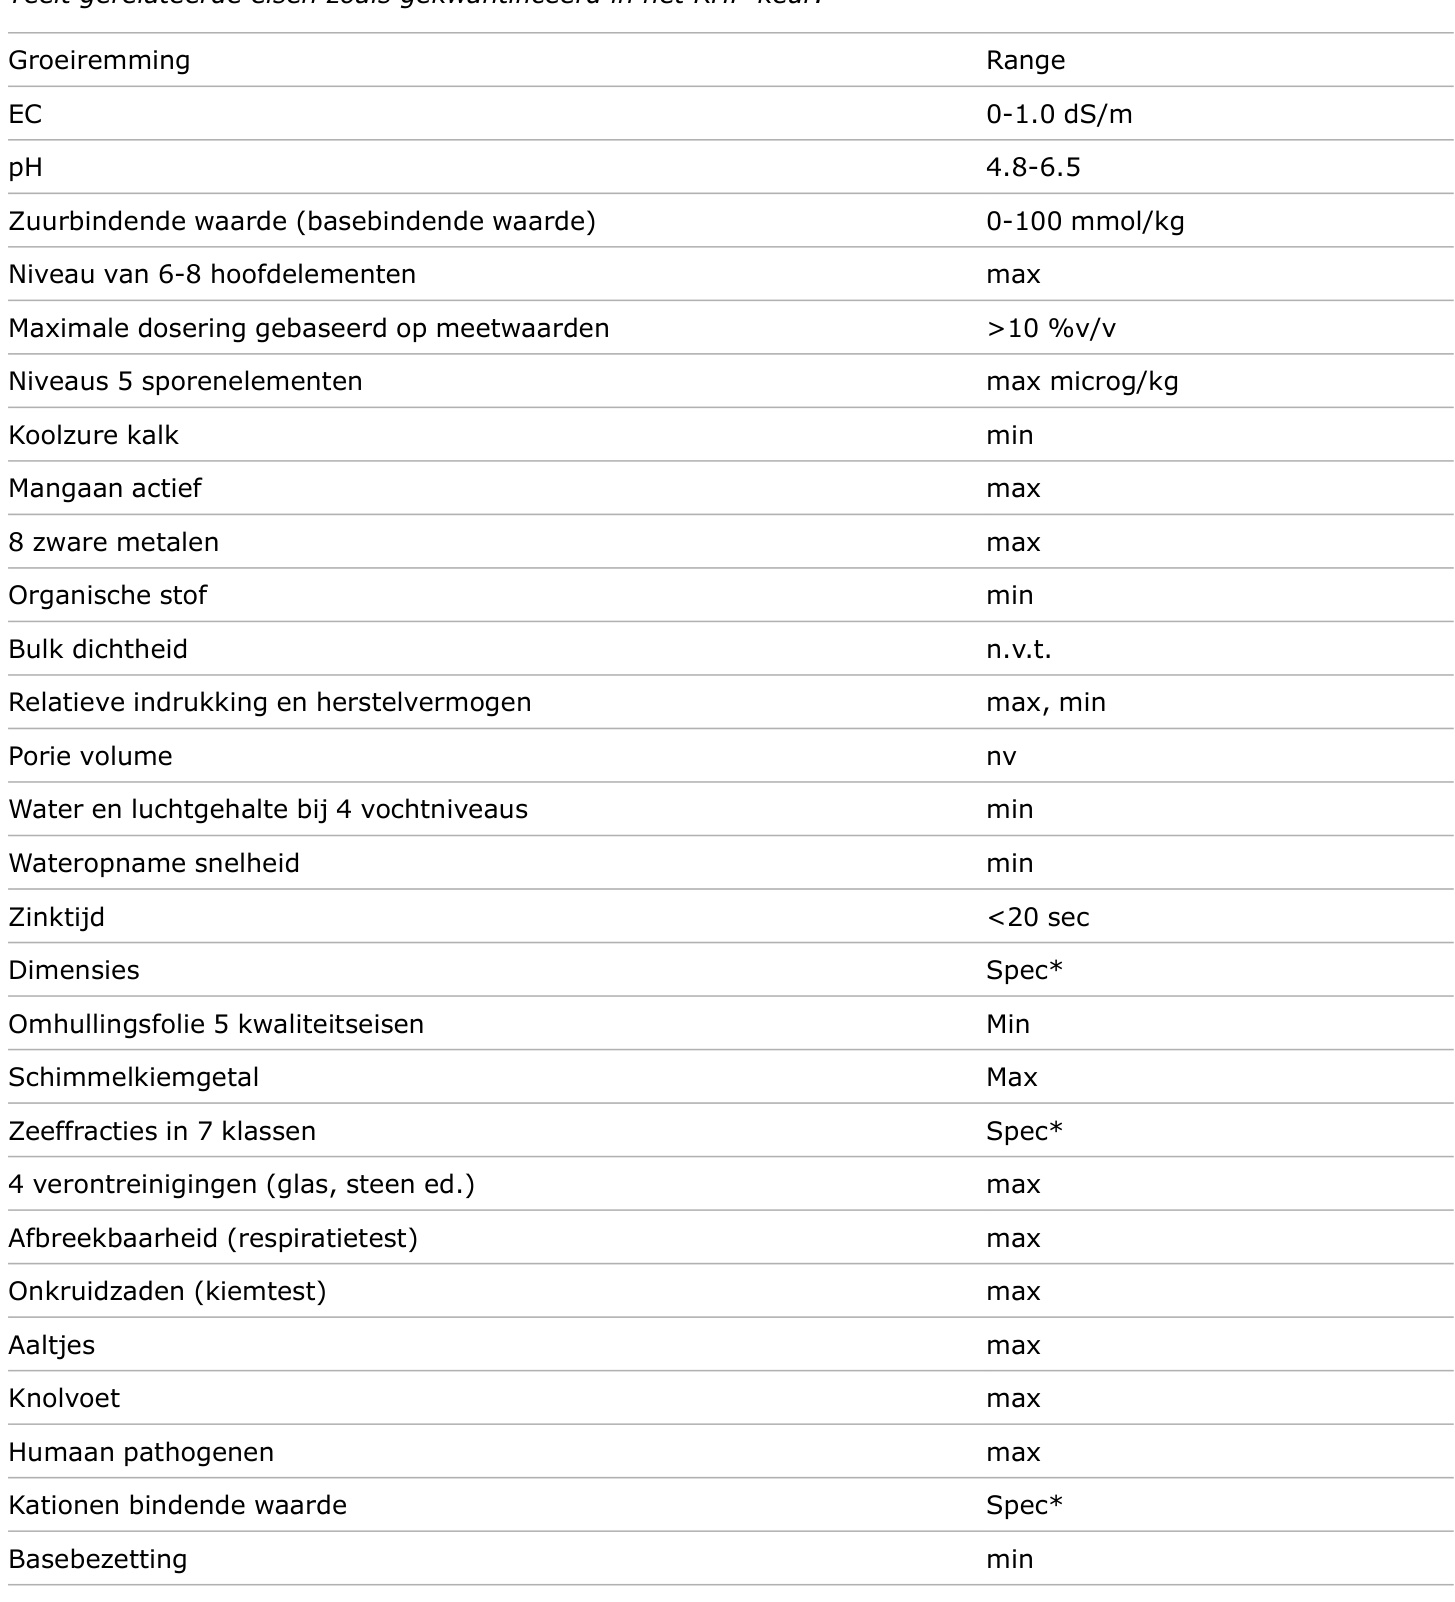 Groeiremming Range
EC 0-1.0 dS/m
pH 4.8-6.5
Zuurbindende waarde (basebindende waarde) 0-100 mmol/kg
Niveau van 6-8 hoofdelementen max
Maximale dosering gebaseerd op meetwaarden >10 %v/v
Niveaus 5 sporenelementen max microg/kg
Koolzure kalk min
Mangaan actief max
8 zware metalen max
Organische stof min
Bulk dichtheid n.v.t.
Relatieve indrukking en herstelvermogen max, min
Porie volume nv
Water en luchtgehalte bij 4 vochtniveaus min
Wateropname snelheid min
Zinktijd <20 sec
Dimensies Spec*
Omhullingsfolie 5 kwaliteitseisen Min
Schimmelkiemgetal Max
Zeeffracties in 7 klassen Spec*
4 verontreinigingen (glas, steen ed.) max
Afbreekbaarheid (respiratietest) max
Onkruidzaden (kiemtest) max
Aaltjes max
Knolvoet max
Humaan pathogenen max
Kationen bindende waarde Spec*
Basebezetting min